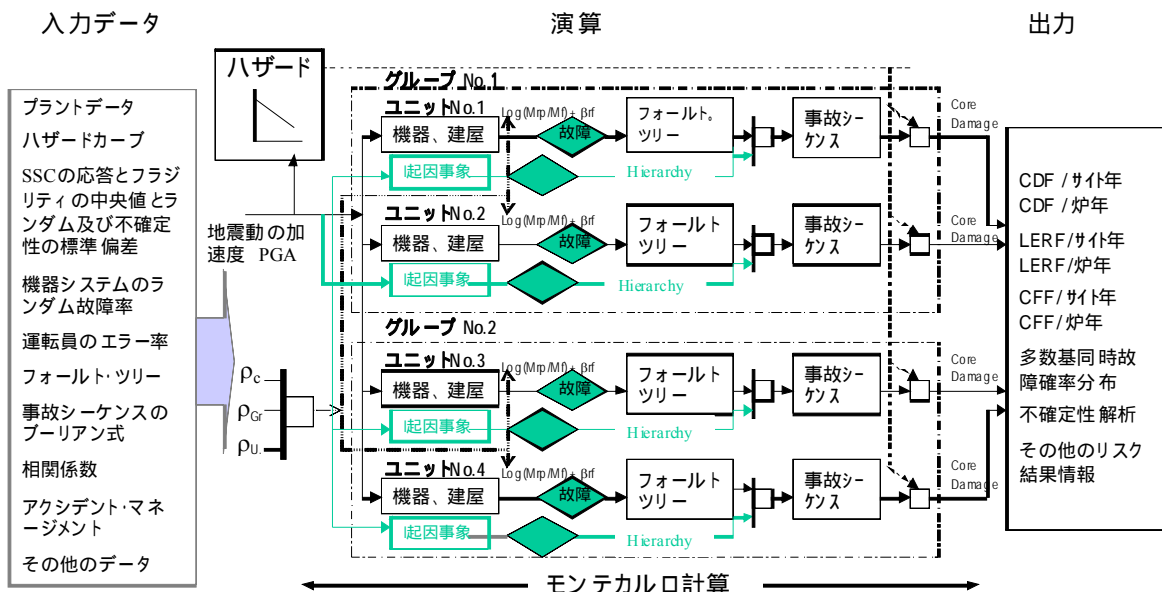 入力データ
演算
出力
プラントデータ
ハザードカーブ
SSCの応答とフラジ
リティの中央値とラ
ンダム及び不確定
性の標準偏差
機器システムのラ
ンダム故障率
運転員のエラー率
フォールト・ツリー
事故シーケンスの
ブーリアン式
相関係数
アクシデント・マネ
ージメント
その他のデータ
ハザード
地震動の加
速度 PGA
ρc
ρGr
ρU.
グループ No.1
ユニットNo.1
Log(Mrp/Mf)+ βrf
機器、建屋
故障
フォールト。
ツリー
事故シー
ケンス
起因事象
Hierarchy
Core
Damage
ユニットNo.2
Log(Mrp/Mf)+ βrf
機器、建屋
故障
フォールト
ツリー
事故シー
ケンス
起因事象
Hierarchy
Core
Damage
グループ No.2
ユニットNo.3
Log(Mrp/Mf)+ βrf
機器、建屋
故障
フォールト
ツリー
事故シー
ケンス
起因事象
Hierarchy
Core
Damage
ユニットNo.4
Log(Mrp/Mf)+ βrf
機器、建屋
故障
フォールト
ツリー
事故シー
ケンス
起因事象
Hierarchy
Core
Damage
モンテカルロ計算
CDF /サイト年
CDF /炉年
LERF/サイト年
LERF/炉年
CFF/サイト年
CFF/炉年
多数基同時故
障確率分布
不確定性解析
その他のリスク
結果情報